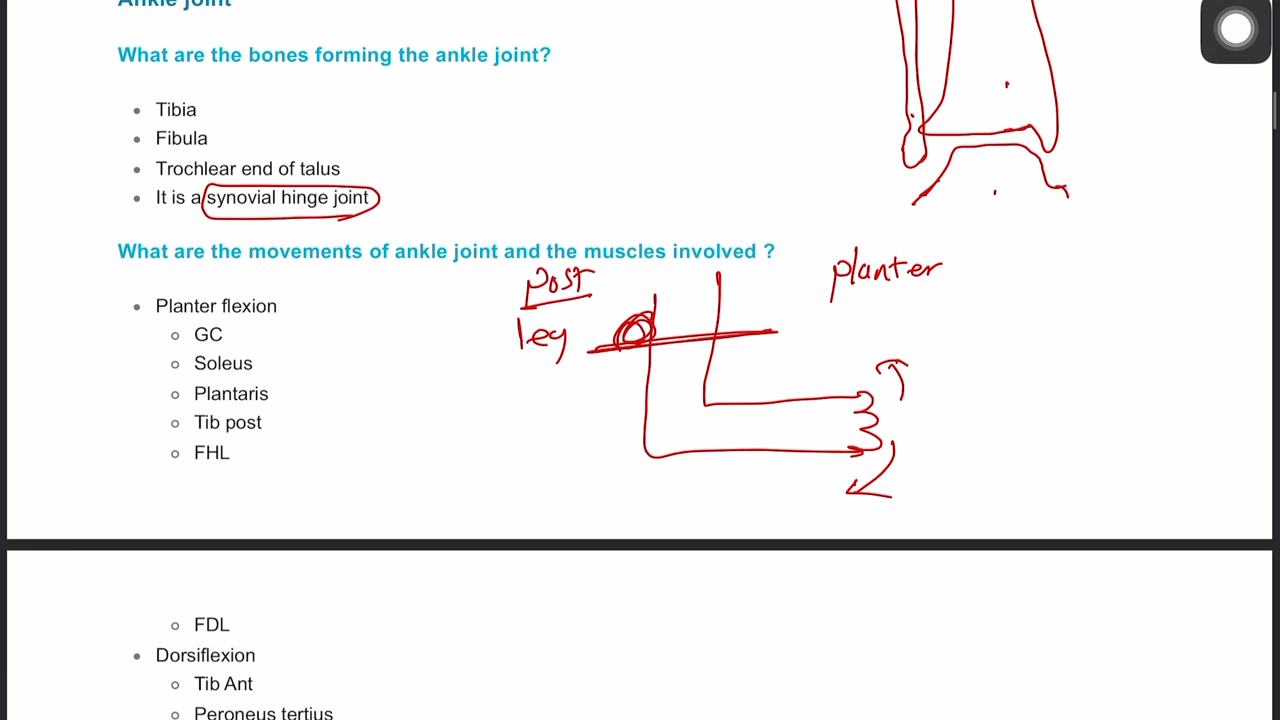 Ankle joint
What are the bones forming the ankle joint?
Tibia
Fibula
Trochlear end of talus
It is a synovial hinge joint
What are the movements of ankle joint and the muscles involved ?
post
leg
planter
Planter flexion
GC
Soleus
Plantaris
Tib post
FHL
FDL
Dorsiflexion
Tib Ant
Peroneus tertius